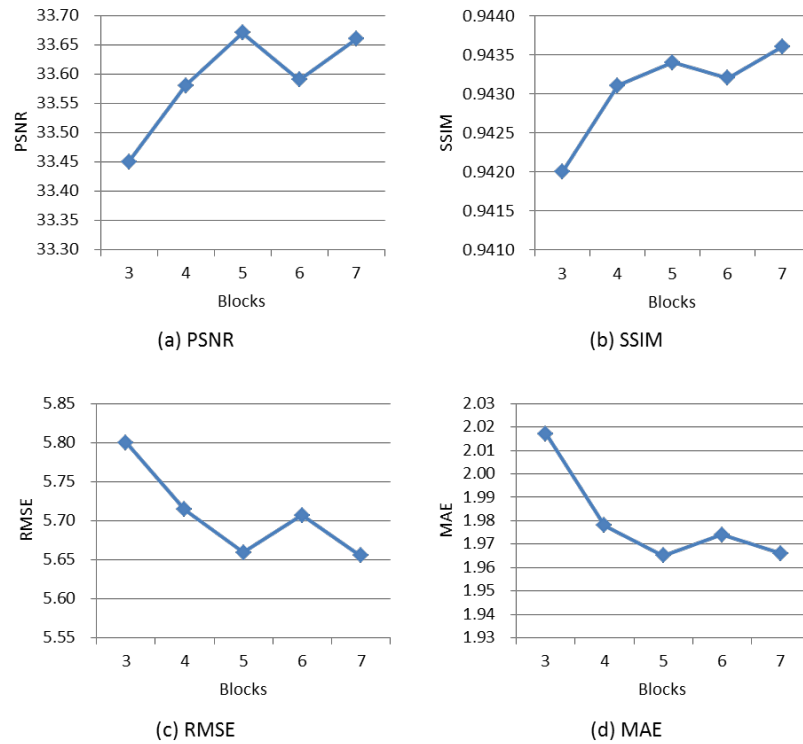 33.70
33.65
33.60
33.55
33.50
33.45
33.40
33.35
33.30
PSNR
3 4 5 6 7
Blocks
(a) PSNR
0.9440
0.9435
0.9430
0.9425
0.9420
0.9415
0.9410
SSIM
3 4 5 6 7
Blocks
(b) SSIM
5.85
5.80
5.75
5.70
5.65
5.60
5.55
RMSE
3 4 5 6 7
Blocks
(c) RMSE
2.03
2.02
2.01
2.00
1.99
1.98
1.97
1.96
1.95
1.94
1.93
MAE
3 4 5 6 7
Blocks
(d) MAE